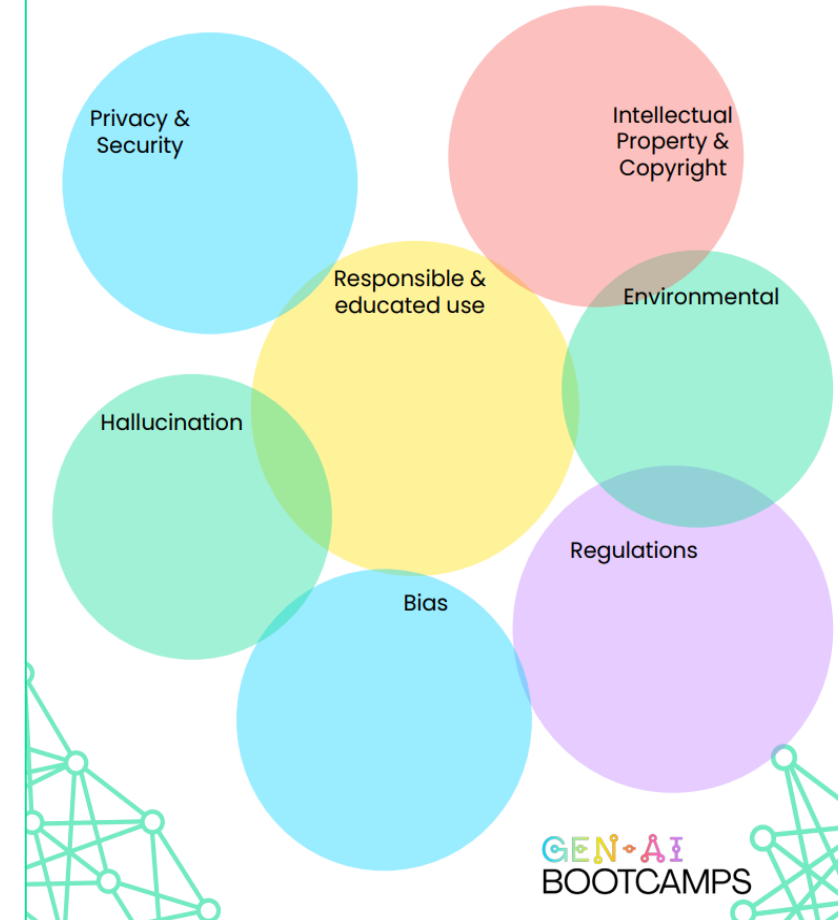 Privacy &
Security
Intellectual
Property &
Copyright
Responsible &
educated use
Environmental
Hallucination
Regulations
Bias
GEN-AI
BOOTCAMPS